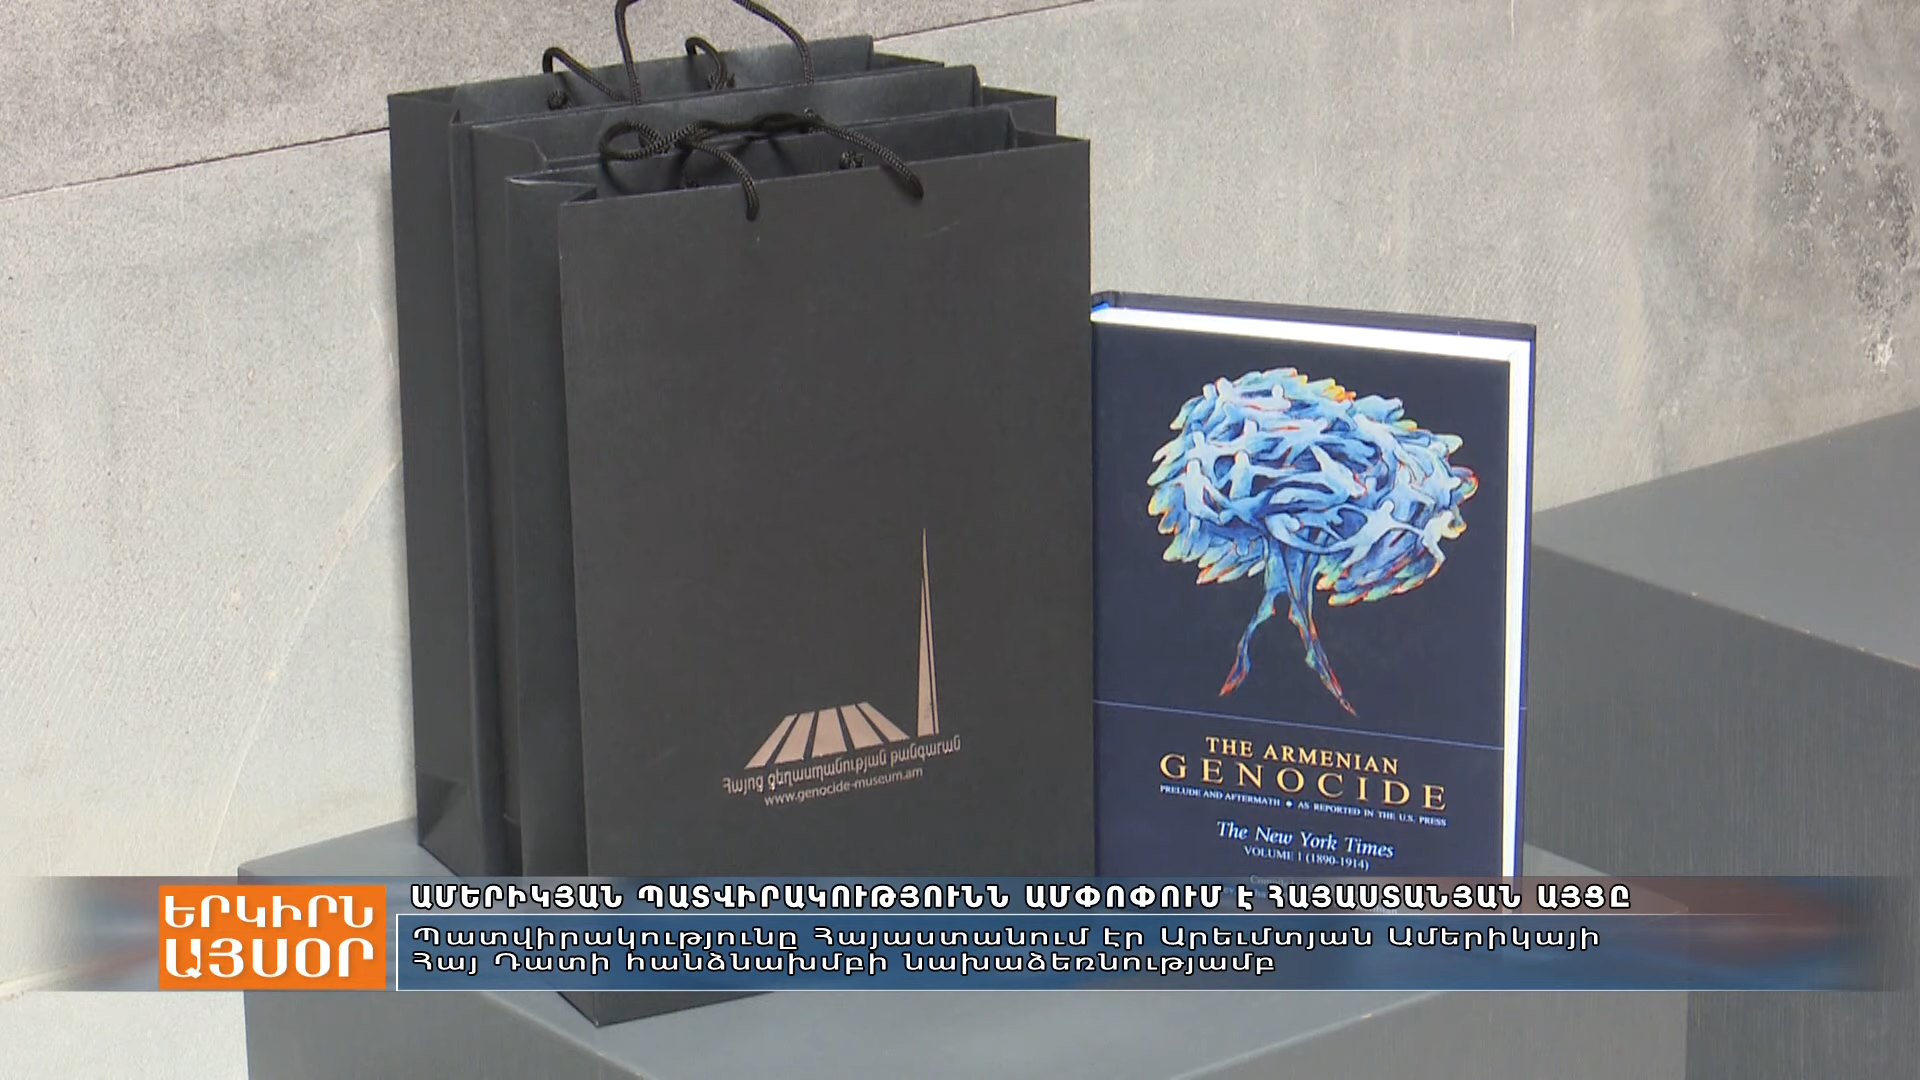 Հայոց ցեղասպանության թանգարան
www.genocide-museum.am
THE ARMENIAN
GENOCIDE
PRELUDE AND AFTERMATH ◆ AS REPORTED IN THE U.S. PRESS
The New York Times
VOLUME I (1890-1914)
ԵՐԿԻՐՆ
ԱՅՍՕՐ
ԱՄԵՐԻԿՅԱՆ ՊԱՏՎԻՐԱԿՈՒԹՅՈՒՆՆ ԱՄՓՈՓՈՒՄ է ՀԱՅԱՍՏԱՆՅԱՆ ԱՅՑԸ
Պատվիրակությունը Հայաստանում էր Արեւմտյան Ամերիկայի
Հայ Դատի հանձնախմբի նախաձեռնությամբ